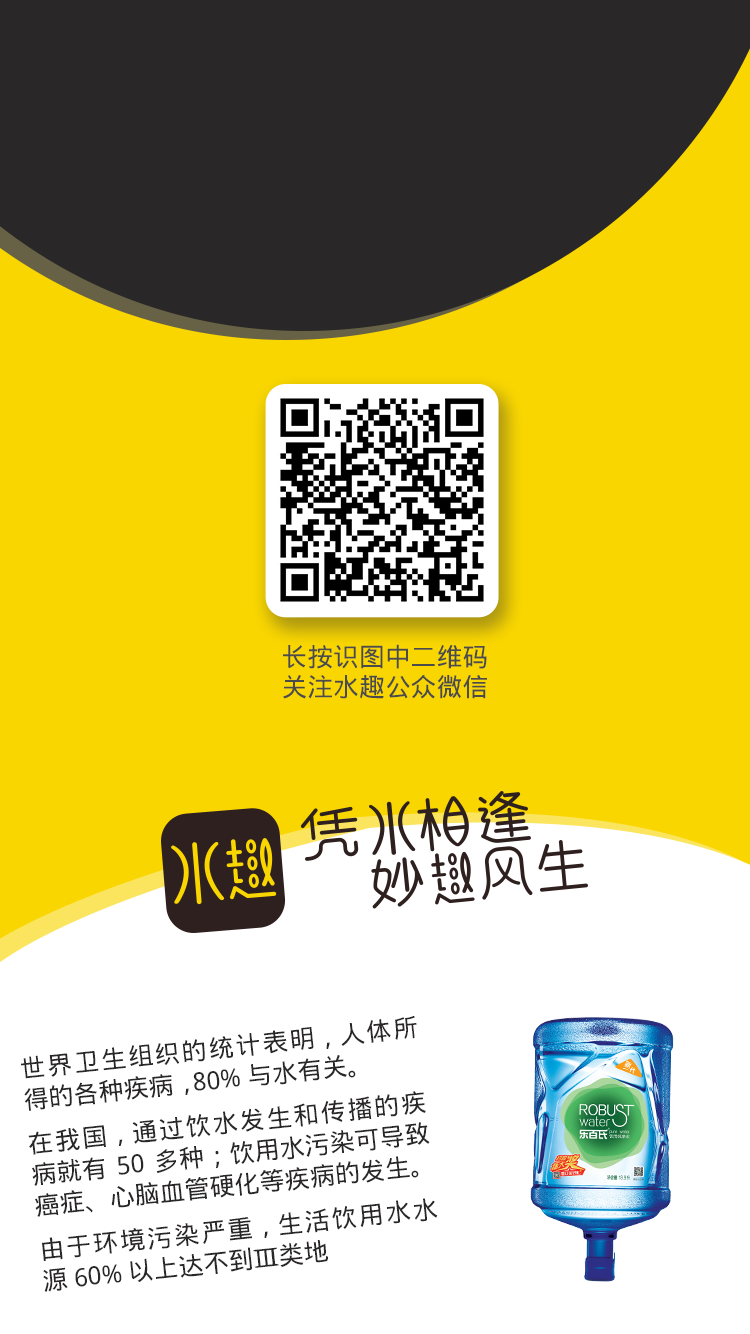 长按识图中二维码
关注水趣公众微信
水趣
凭水相逢
妙趣风生
世界卫生组织的统计表明，人体所
得的各种疾病，80% 与水有关。
在我国，通过饮水发生和传播的疾
病就有 50 多种；饮用水污染可导致
癌症、心脑血管硬化等疾病的发生。
由于环境污染严重，生活饮用水水
源 60% 以上达不到Ⅲ类地
ROBUST
water
乐百氏
pure water